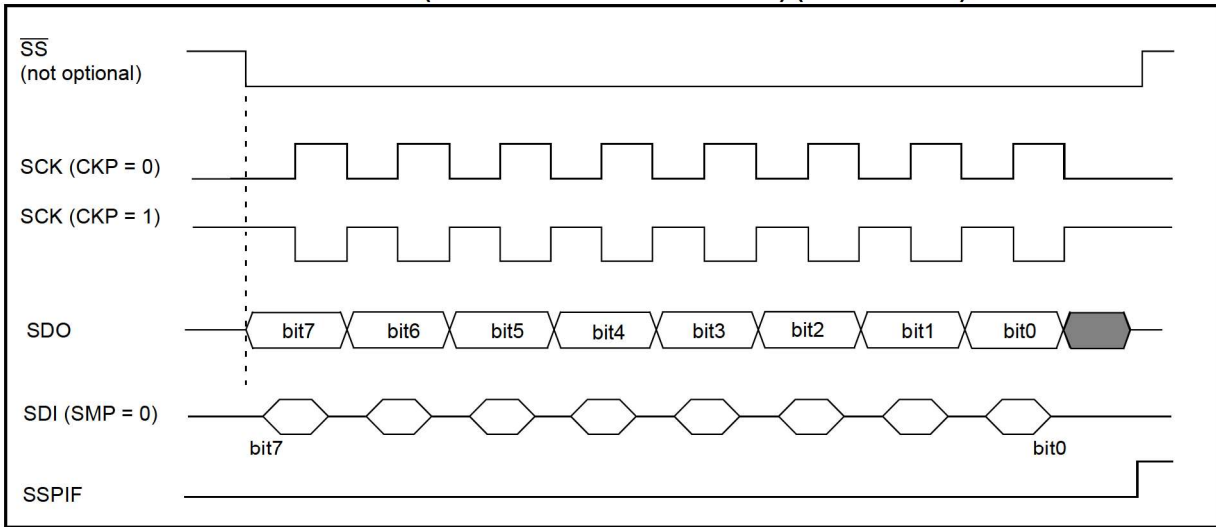 SS
(not optional)
SCK (CKP = 0)
SCK (CKP = 1)
SDO
bit7 bit6 bit5 bit4 bit3 bit2 bit1 bit0
SDI (SMP = 0)
bit7 bit0
SSPIF